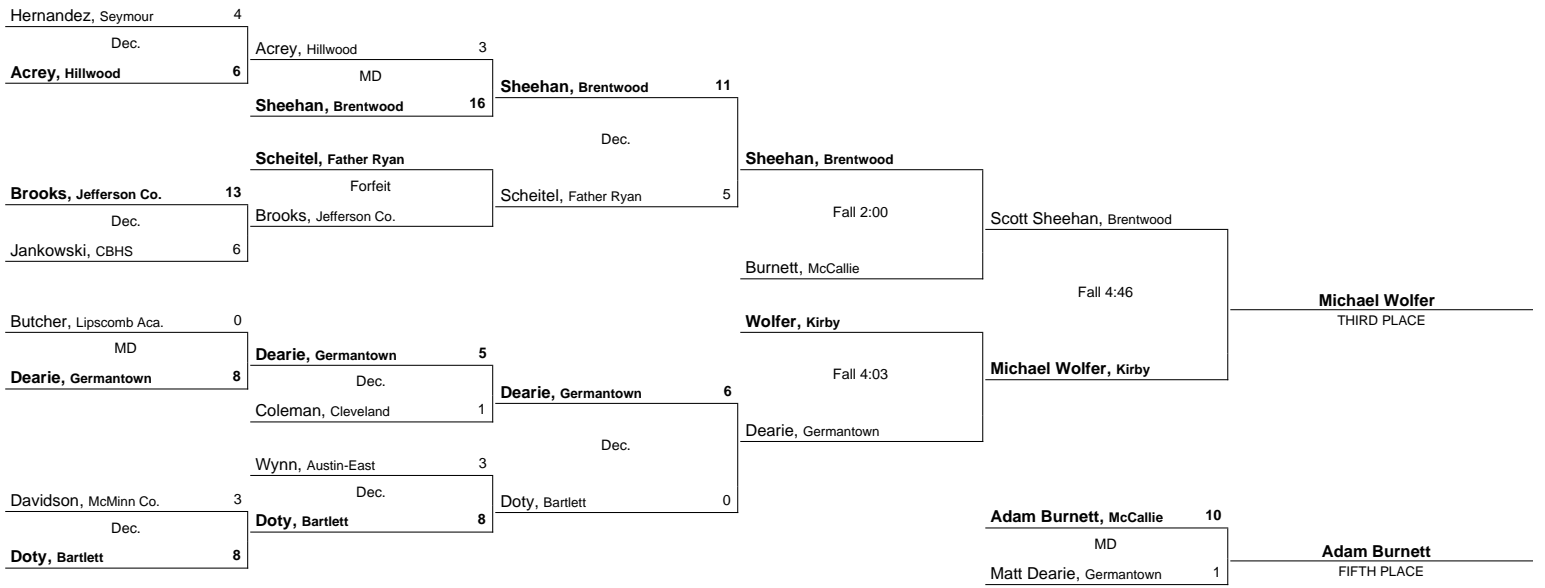 Hernandez, Seymour 4
Dec.
Acrey, Hillwood 6
Brooks, Jefferson Co. 13
Dec.
Jankowski, CBHS 6
Butcher, Lipscomb Aca. 0
MD
Dearie, Germantown 8
Davidson, McMinn Co. 3
Dec.
Doty, Bartlett 8
Acrey, Hillwood 3
MD
Sheehan, Brentwood 16
Scheitel, Father Ryan
Forfeit
Brooks, Jefferson Co.
Dearie, Germantown 5
Dec.
Coleman, Cleveland 1
Wynn, Austin-East 3
Dec.
Doty, Bartlett 8
Sheehan, Brentwood 11
Dec.
Scheitel, Father Ryan 5
Dearie, Germantown 6
Dec.
Doty, Bartlett 0
Sheehan, Brentwood
Fall 2:00
Burnett, McCallie
Wolfer, Kirby
Fall 4:03
Dearie, Germantown
Scott Sheehan, Brentwood
Fall 4:46
Michael Wolfer, Kirby
Michael Wolfer
THIRD PLACE
Adam Burnett, McCallie 10
MD
Matt Dearie, Germantown 1
Adam Burnett
FIFTH PLACE